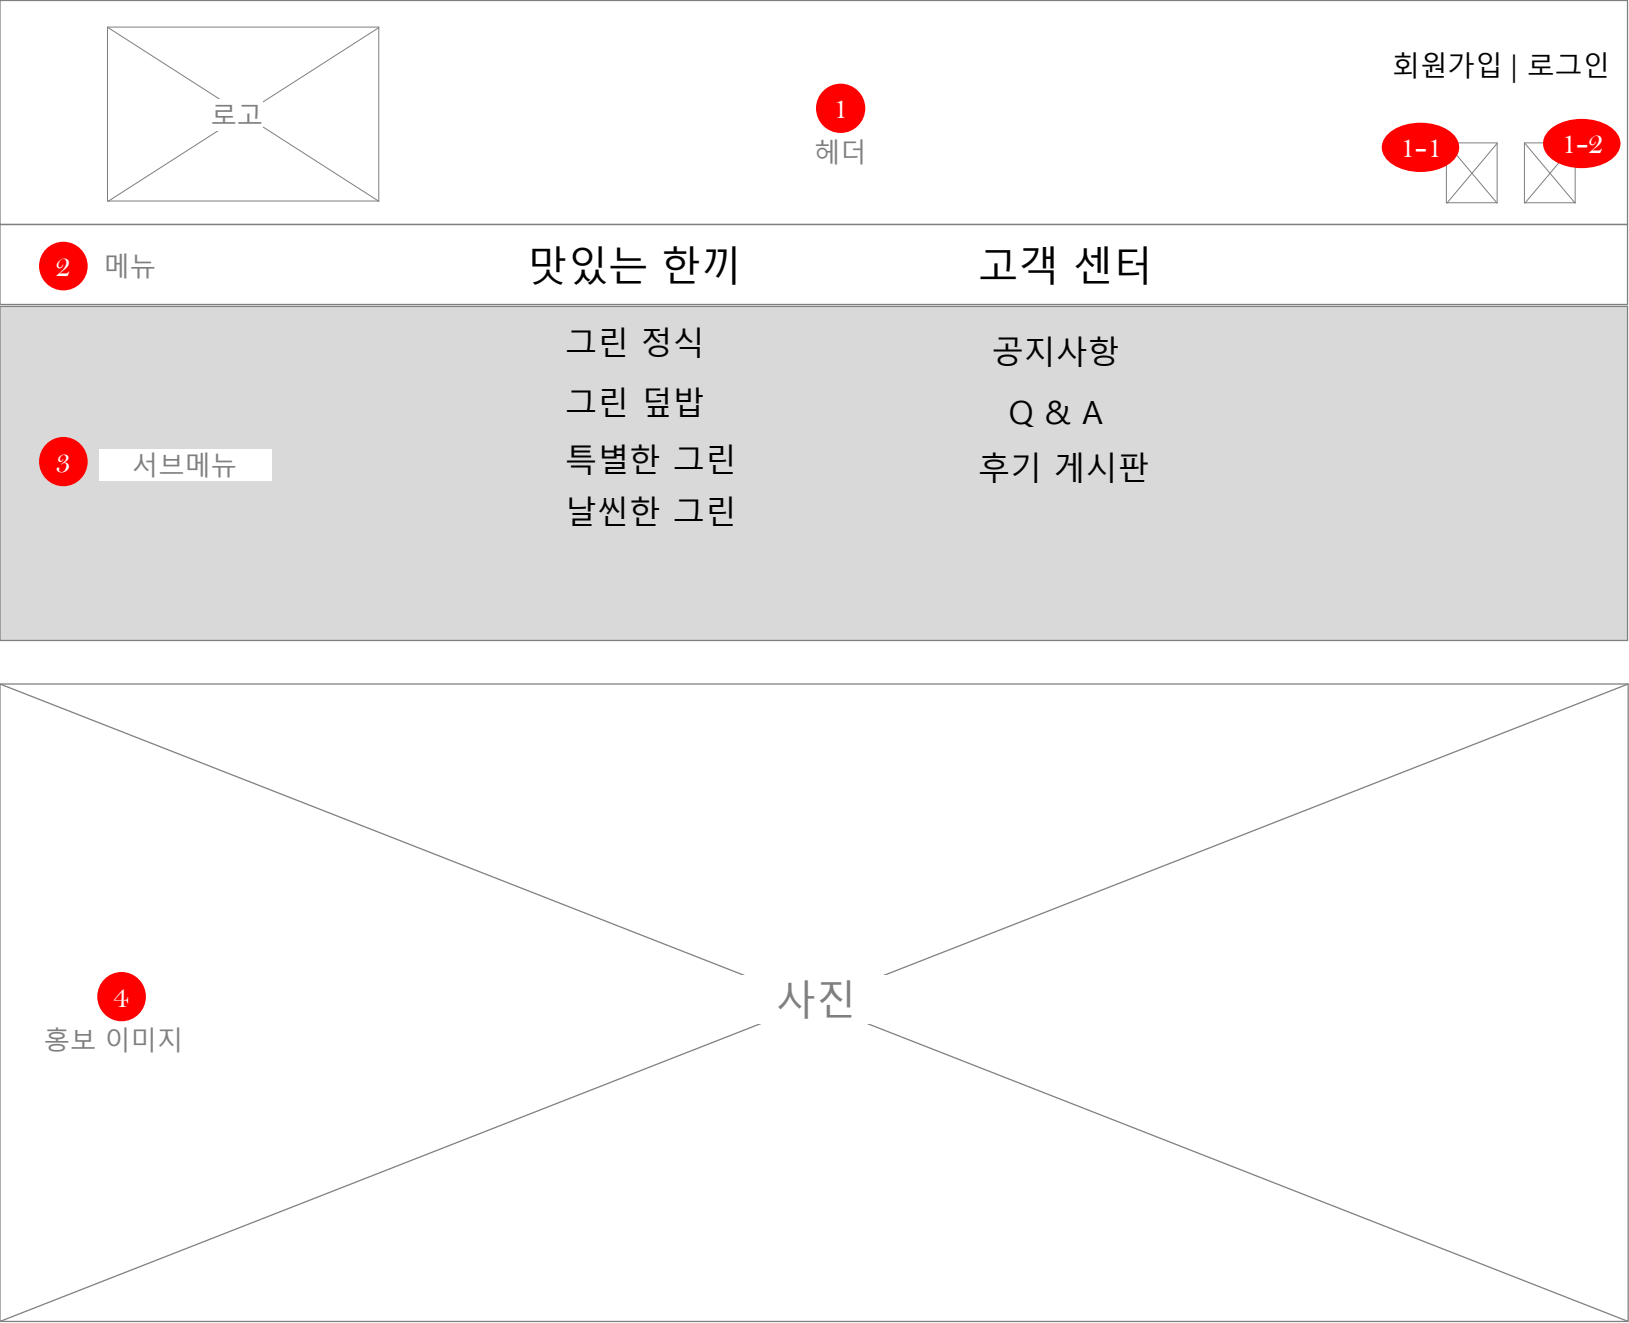 회원가입 | 로그인
로고
1
헤더
1-1
1-2
2 메뉴 맛있는 한끼 고객 센터
그린 정식 공지사항
그린 덮밥 Q & A
3 서브메뉴 특별한 그린 후기 게시판
날씬한 그린
사진
4
홍보 이미지